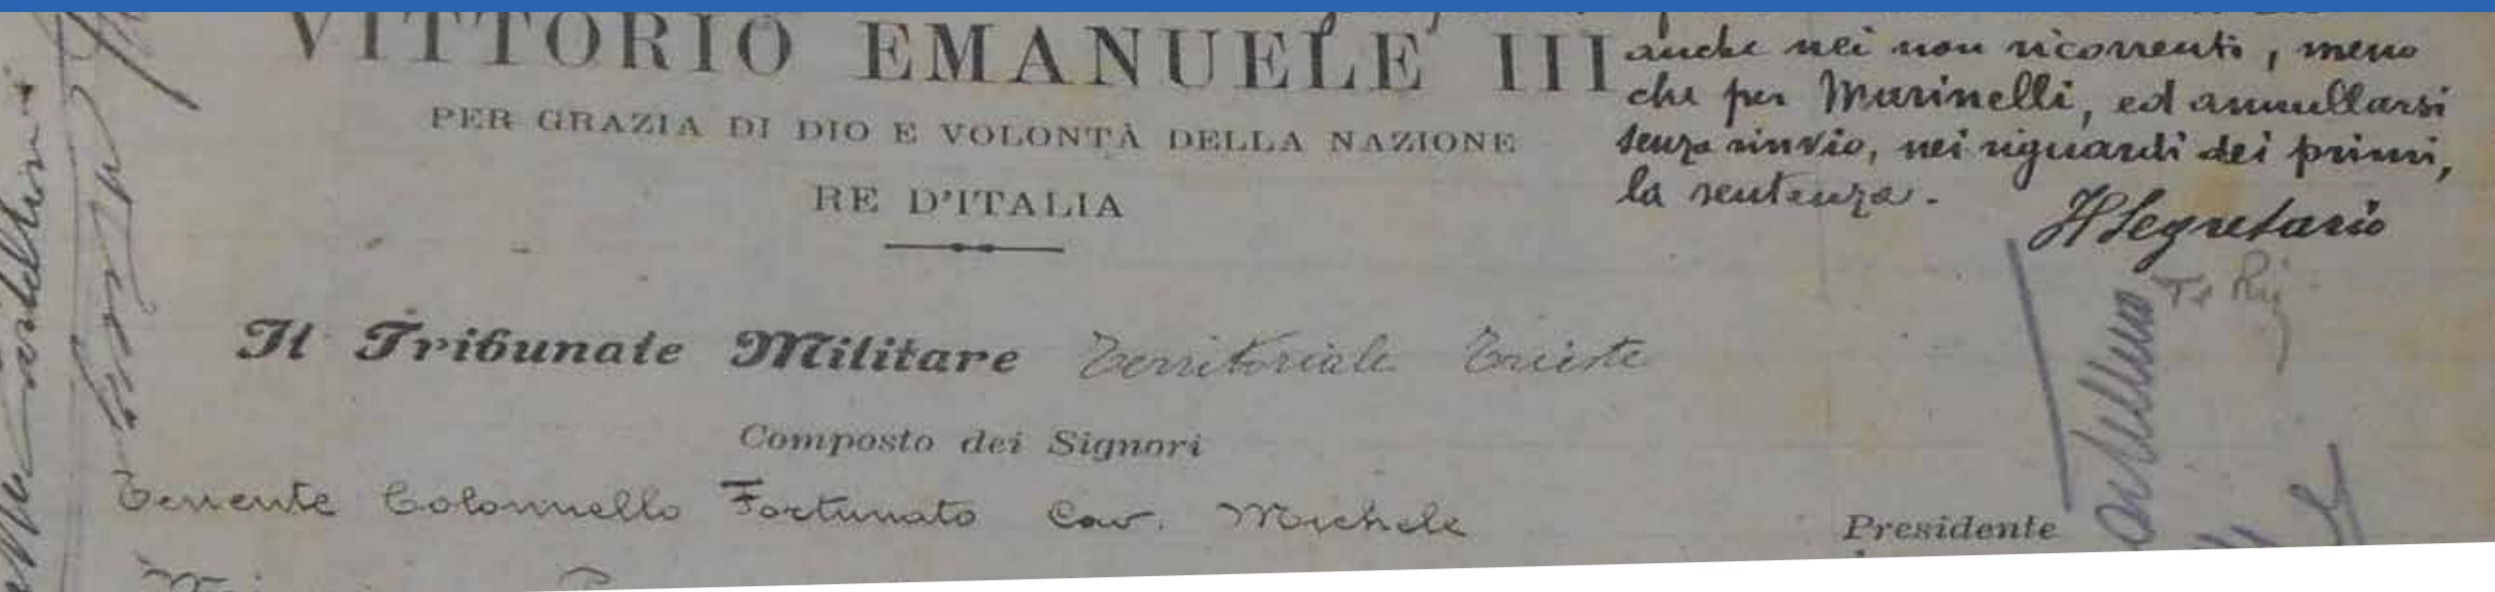 VITTORIO EMANUELE III
PER GRAZIA DI DIO E VOLONTÀ DELLA NAZIONE
RE D'ITALIA
anche nei non ricorrenti, meno
che per Marinelli, ed annullarsi
senza rinvio, nei riguardi dei primi,
la sentenza.
Il Segretario
Il Tribunale Militare Territoriale Trieste
Composto dei Signori
Tenente Colonnello Fortunato Cav. Michele
Presidente